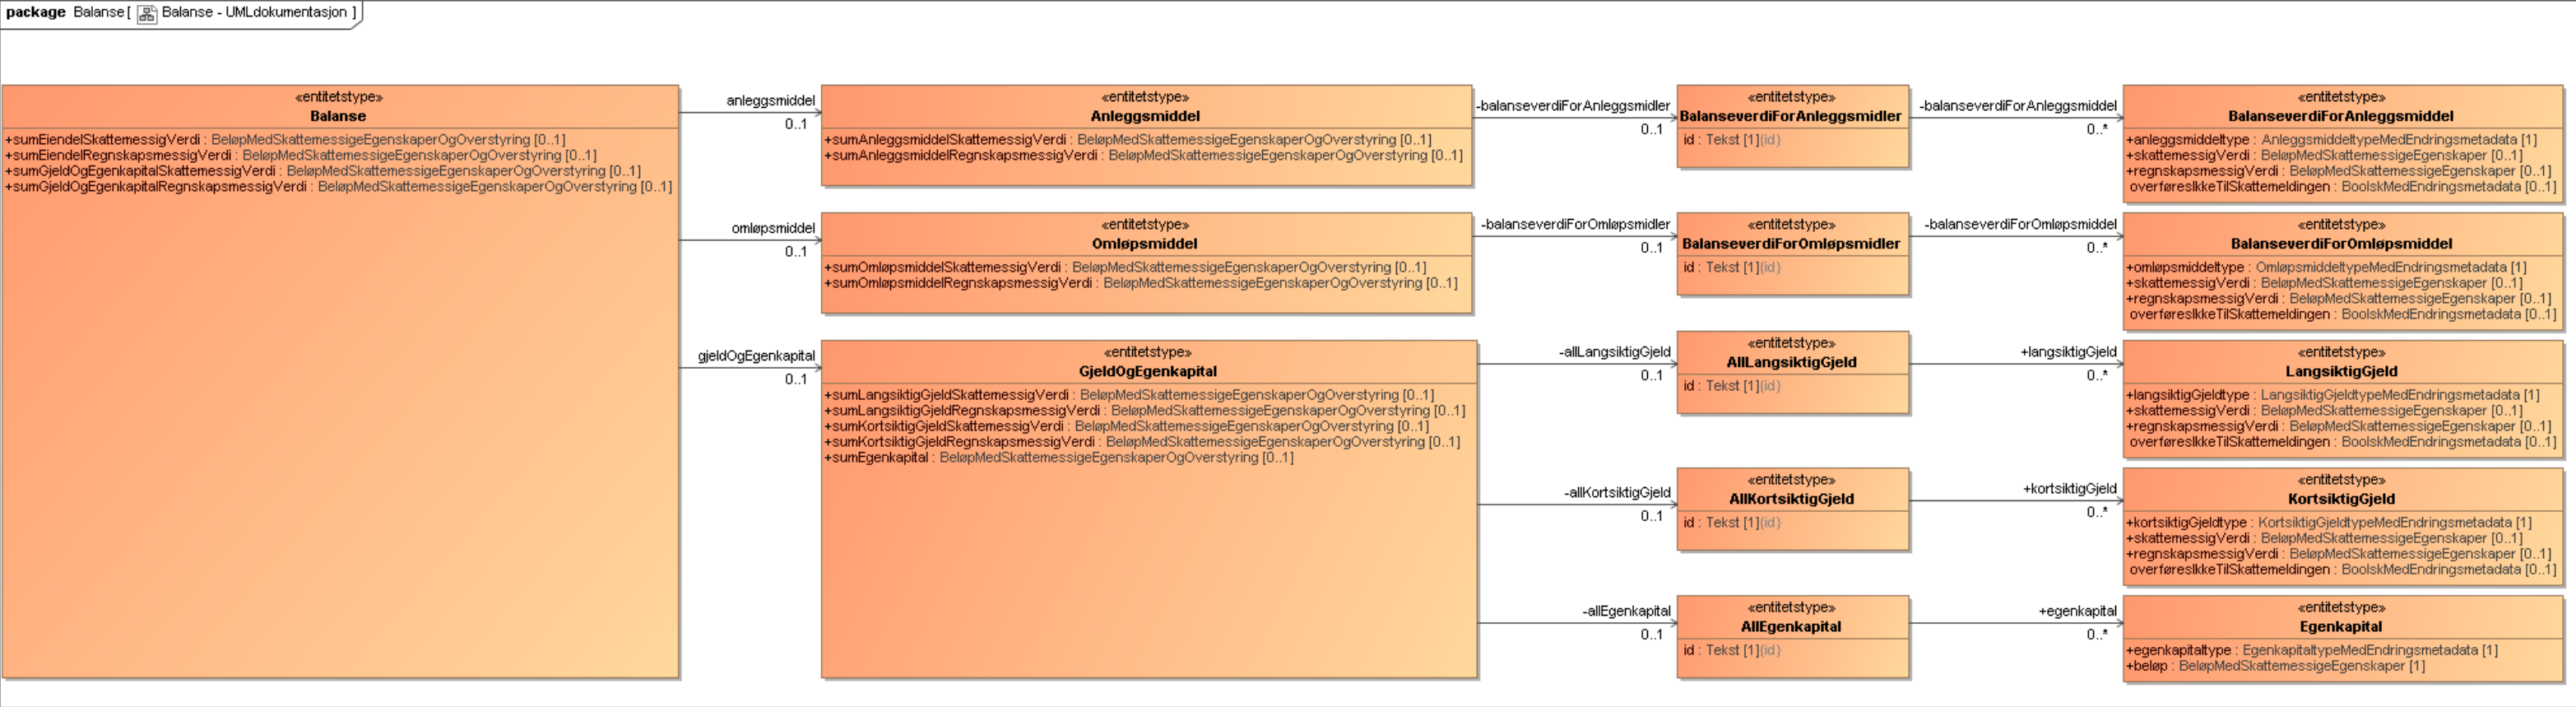 package Balanse [ Balanse - UMLdokumentasjon ]
«entitetstype»
Balanse
+sumEiendelSkattemessigVerdi : BeløpMedSkattemessigeEgenskaperOgOverstyring [0..1]
+sumEiendelRegnskapsmessigVerdi : BeløpMedSkattemessigeEgenskaperOgOverstyring [0..1]
+sumGjeldOgEgenkapitalSkattemessigVerdi : BeløpMedSkattemessigeEgenskaperOgOverstyring [0..1]
+sumGjeldOgEgenkapitalRegnskapsmessigVerdi : BeløpMedSkattemessigeEgenskaperOgOverstyring [0..1]
anleggsmiddel
0..1
«entitetstype»
Anleggsmiddel
+sumAnleggsmiddelSkattemessigVerdi : BeløpMedSkattemessigeEgenskaperOgOverstyring [0..1]
+sumAnleggsmiddelRegnskapsmessigVerdi : BeløpMedSkattemessigeEgenskaperOgOverstyring [0..1]
-balanseverdiForAnleggsmidler
0..1
«entitetstype»
BalanseverdiForAnleggsmidler
id : Tekst [1]{id}
-balanseverdiForAnleggsmiddel
0..*
«entitetstype»
BalanseverdiForAnleggsmiddel
+anleggsmiddeltype : AnleggsmiddeltypeMedEndringsmetadata [1]
+skattemessigVerdi : BeløpMedSkattemessigeEgenskaper [0..1]
+regnskapsmessigVerdi : BeløpMedSkattemessigeEgenskaper [0..1]
overføresIkkeTilSkattemeldingen : BoolskMedEndringsmetadata [0..1]
omløpsmiddel
0..1
«entitetstype»
Omløpsmiddel
+sumOmløpsmiddelSkattemessigVerdi : BeløpMedSkattemessigeEgenskaperOgOverstyring [0..1]
+sumOmløpsmiddelRegnskapsmessigVerdi : BeløpMedSkattemessigeEgenskaperOgOverstyring [0..1]
-balanseverdiForOmløpsmidler
0..1
«entitetstype»
BalanseverdiForOmløpsmidler
id : Tekst [1]{id}
-balanseverdiForOmløpsmiddel
0..*
«entitetstype»
BalanseverdiForOmløpsmiddel
+omløpsmiddeltype : OmløpsmiddeltypeMedEndringsmetadata [1]
+skattemessigVerdi : BeløpMedSkattemessigeEgenskaper [0..1]
+regnskapsmessigVerdi : BeløpMedSkattemessigeEgenskaper [0..1]
overføresIkkeTilSkattemeldingen : BoolskMedEndringsmetadata [0..1]
gjeldOgEgenkapital
0..1
«entitetstype»
GjeldOgEgenkapital
+sumLangsiktigGjeldSkattemessigVerdi : BeløpMedSkattemessigeEgenskaperOgOverstyring [0..1]
+sumLangsiktigGjeldRegnskapsmessigVerdi : BeløpMedSkattemessigeEgenskaperOgOverstyring [0..1]
+sumKortsiktigGjeldSkattemessigVerdi : BeløpMedSkattemessigeEgenskaperOgOverstyring [0..1]
+sumKortsiktigGjeldRegnskapsmessigVerdi : BeløpMedSkattemessigeEgenskaperOgOverstyring [0..1]
+sumEgenkapital : BeløpMedSkattemessigeEgenskaperOgOverstyring [0..1]
-allLangsiktigGjeld
0..1
«entitetstype»
AllLangsiktigGjeld
id : Tekst [1]{id}
+langsiktigGjeld
0..*
«entitetstype»
LangsiktigGjeld
+langsiktigGjeldtype : LangsiktigGjeldtypeMedEndringsmetadata [1]
+skattemessigVerdi : BeløpMedSkattemessigeEgenskaper [0..1]
+regnskapsmessigVerdi : BeløpMedSkattemessigeEgenskaper [0..1]
overføresIkkeTilSkattemeldingen : BoolskMedEndringsmetadata [0..1]
-allKortsiktigGjeld
0..1
«entitetstype»
AllKortsiktigGjeld
id : Tekst [1]{id}
+kortsiktigGjeld
0..*
«entitetstype»
KortsiktigGjeld
+kortsiktigGjeldtype : KortsiktigGjeldtypeMedEndringsmetadata [1]
+skattemessigVerdi : BeløpMedSkattemessigeEgenskaper [0..1]
+regnskapsmessigVerdi : BeløpMedSkattemessigeEgenskaper [0..1]
overføresIkkeTilSkattemeldingen : BoolskMedEndringsmetadata [0..1]
-allEgenkapital
0..1
«entitetstype»
AllEgenkapital
id : Tekst [1]{id}
+egenkapital
0..*
«entitetstype»
Egenkapital
+egenkapitaltype : EgenkapitaltypeMedEndringsmetadata [1]
+beløp : BeløpMedSkattemessigeEgenskaper [1]